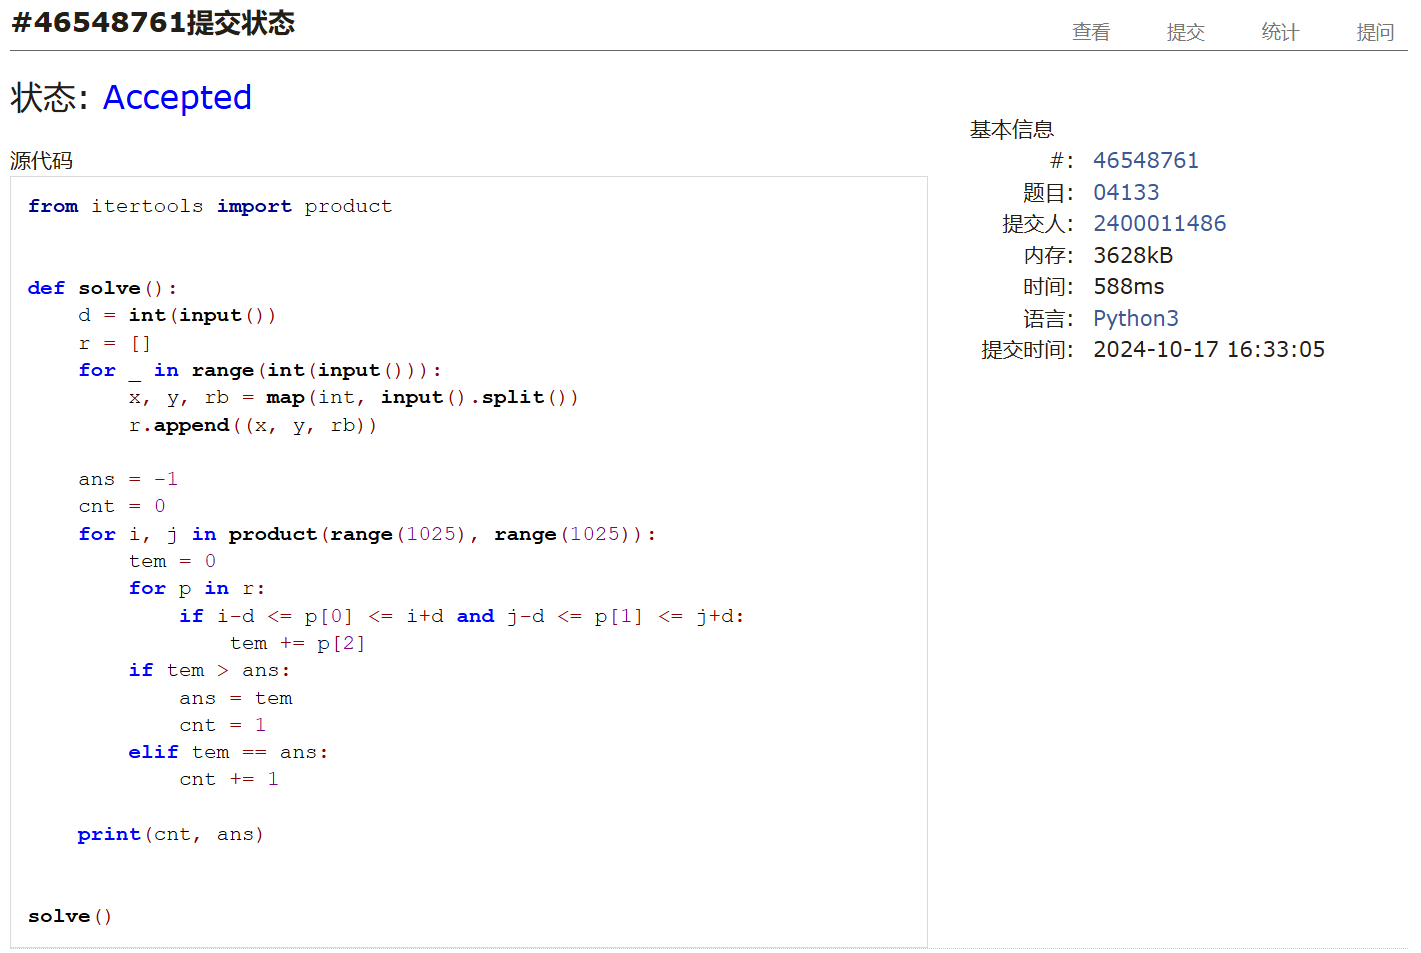 #46548761提交状态
查看 提交 统计 提问
状态: Accepted
源代码
from itertools import product


def solve():
    d = int(input())
    r = []
    for _ in range(int(input())):
        x, y, rb = map(int, input().split())
        r.append((x, y, rb))

    ans = -1
    cnt = 0
    for i, j in product(range(1025), range(1025)):
        tem = 0
        for p in r:
            if i-d <= p[0] <= i+d and j-d <= p[1] <= j+d:
                tem += p[2]
        if tem > ans:
            ans = tem
            cnt = 1
        elif tem == ans:
            cnt += 1

    print(cnt, ans)


solve()
基本信息
#: 46548761
题目: 04133
提交人: 2400011486
内存: 3628kB
时间: 588ms
语言: Python3
提交时间: 2024-10-17 16:33:05